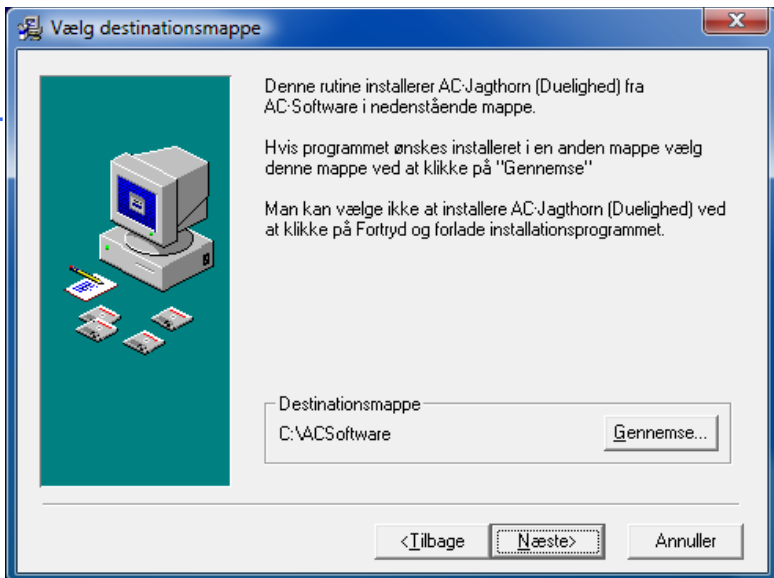 Vælg destinationsmappe
Denne rutine installerer AC-Jagthorn (Duelighed) fra
AC-Software i nedenstående mappe.
Hvis programmet ønskes installeret i en anden mappe vælg
denne mappe ved at klikke på "Gennemse"
Man kan vælge ikke at installere AC-Jagthorn (Duelighed) ved
at klikke på Fortryd og forlade installationsprogrammet.
Destinationsmappe
C:\ACSoftware
Gennemse...
<Tilbage
Næste>
Annuller